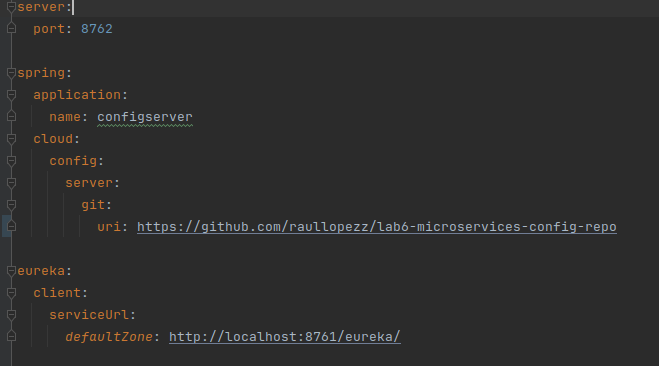 server:
  port: 8762

spring:
  application:
    name: configserver
  cloud:
    config:
      server:
        git:
          uri: https://github.com/raullopezz/lab6-microservices-config-repo

eureka:
  client:
    serviceUrl:
      defaultZone: http://localhost:8761/eureka/